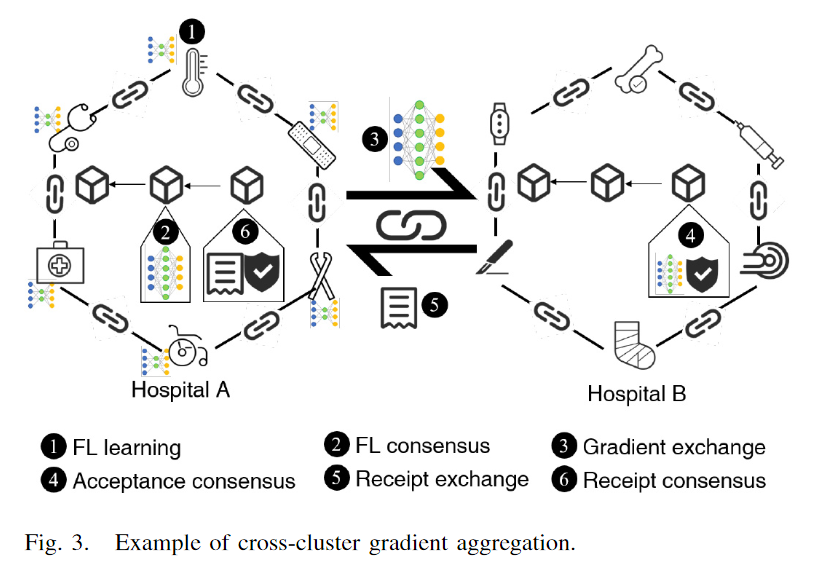 1
3
2
6
4
5
Hospital A
Hospital B
1 FL learning
2 FL consensus
3 Gradient exchange
4 Acceptance consensus
5 Receipt exchange
6 Receipt consensus
Fig. 3. Example of cross-cluster gradient aggregation.